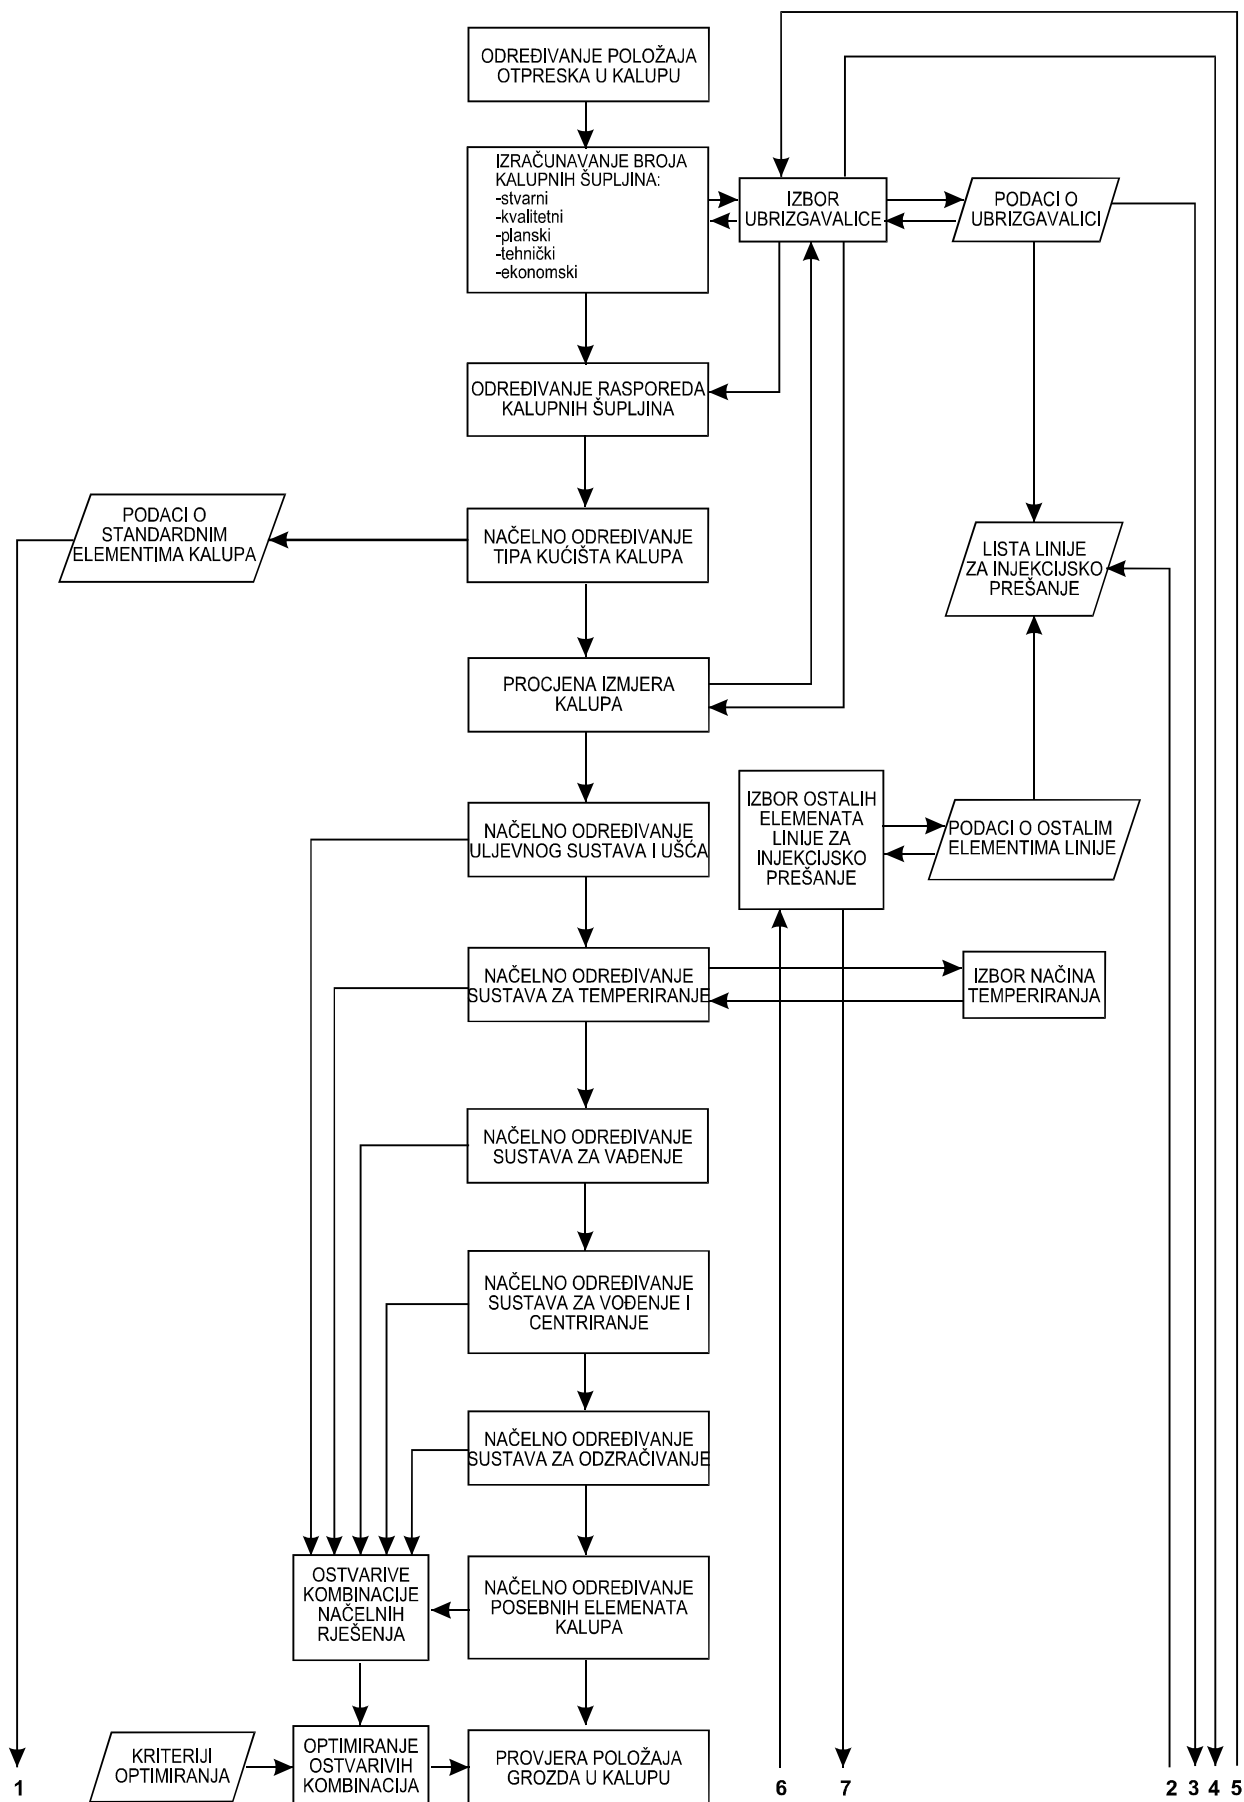 ODREĐIVANJE POLOŽAJA
OTPRESKA U KALUPU
IZRAČUNAVANJE BROJA
KALUPNIH ŠUPLJINA:
-stvarni
-kvalitetni
-planski
-tehnički
-ekonomski
IZBOR
UBRIZGAVALICE
PODACI O
UBRIZGAVALICI
ODREĐIVANJE RASPOREDA
KALUPNIH ŠUPLJINA
PODACI O
STANDARDNIM
ELEMENTIMA KALUPA
NAČELNO ODREĐIVANJE
TIPA KUĆIŠTA KALUPA
LISTA LINIJE
ZA INJEKCIJSKO
PREŠANJE
PROCJENA IZMJERA
KALUPA
NAČELNO ODREĐIVANJE
ULJEVNOG SUSTAVA I UŠĆA
IZBOR OSTALIH
ELEMENATA
LINIJE ZA
INJEKCIJSKO
PREŠANJE
PODACI O OSTALIM
ELEMENTIMA LINIJE
NAČELNO ODREĐIVANJE
SUSTAVA ZA TEMPERIRANJE
IZBOR NAČINA
TEMPERIRANJA
NAČELNO ODREĐIVANJE
SUSTAVA ZA VAĐENJE
NAČELNO ODREĐIVANJE
SUSTAVA ZA VOĐENJE I
CENTRIRANJE
NAČELNO ODREĐIVANJE
SUSTAVA ZA ODZRAČIVANJE
OSTVARIVE
KOMBINACIJE
NAČELNIH
RJEŠENJA
NAČELNO ODREĐIVANJE
POSEBNIH ELEMENATA
KALUPA
KRITERIJI
OPTIMIRANJA
OPTIMIRANJE
OSTVARIVIH
KOMBINACIJA
PROVJERA POLOŽAJA
GROZDA U KALUPU
1 6 7 2 3 4 5